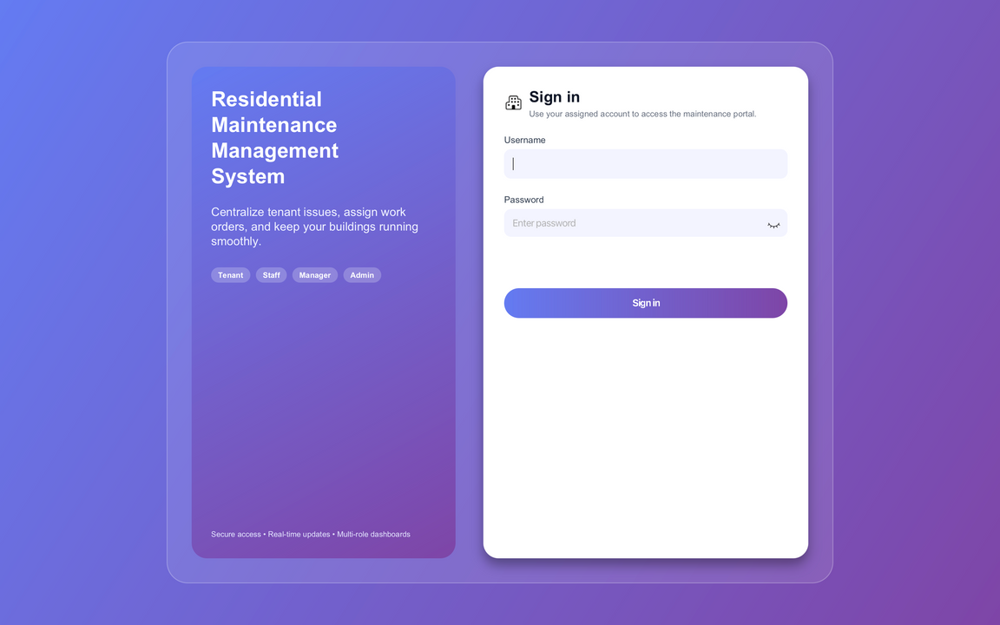 Residential
Maintenance
Management
System
Centralize tenant issues, assign work
orders, and keep your buildings running
smoothly.
Tenant Staff Manager Admin
Secure access • Real-time updates • Multi-role dashboards
Sign in
Use your assigned account to access the maintenance portal.
Username
Password
Enter password
Sign in